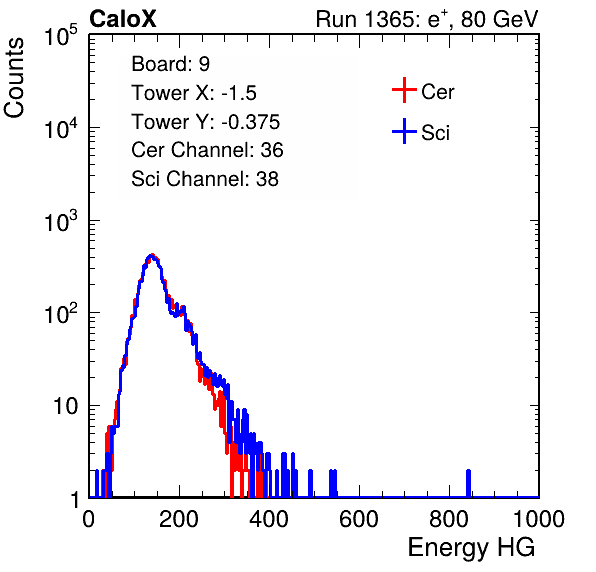 CaloX Run 1365: e⁺, 80 GeV
Counts
Board: 9
Tower X: -1.5
Tower Y: -0.375
Cer Channel: 36
Sci Channel: 38
Cer
Sci
10⁵
10⁴
10³
10²
10
1
0 200 400 600 800 1000
Energy HG